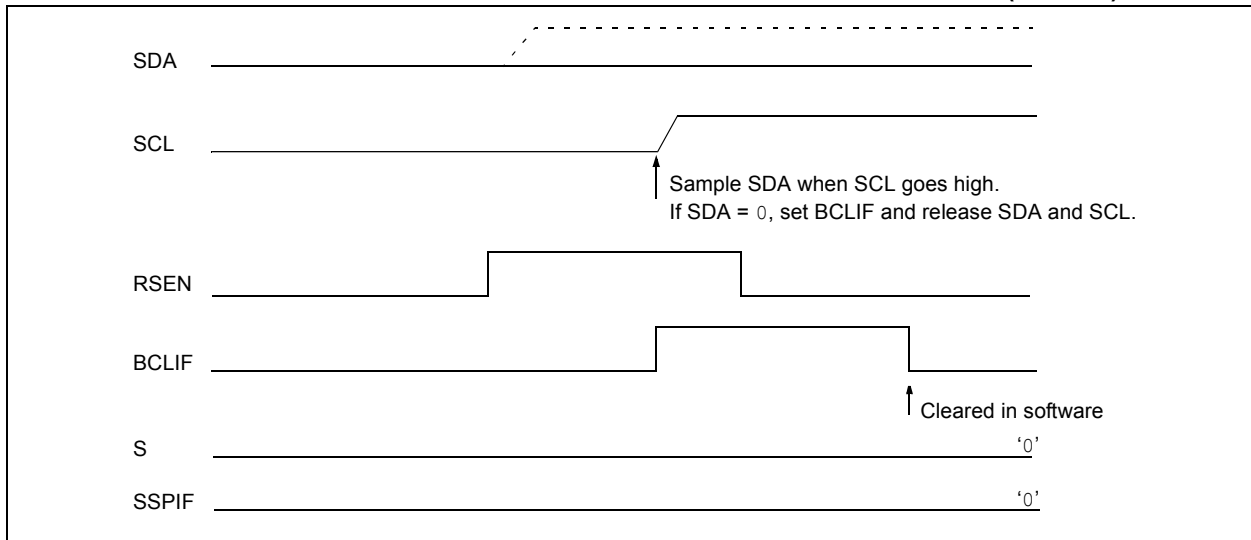 SDA
SCL
Sample SDA when SCL goes high.
If SDA = 0, set BCLIF and release SDA and SCL.
RSEN
BCLIF
Cleared in software
S
‘0’
SSPIF
‘0’